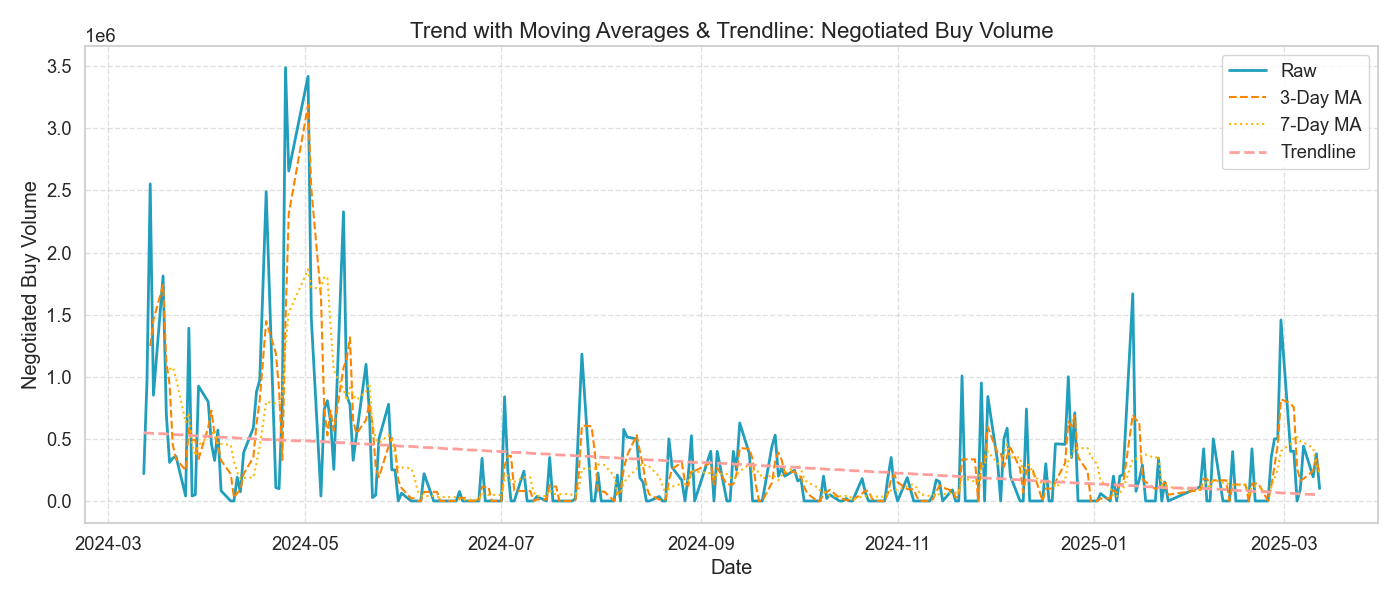 Trend with Moving Averages & Trendline: Negotiated Buy Volume
1e6
3.5
3.0
2.5
2.0
1.5
1.0
0.5
0.0
Negotiated Buy Volume
Raw
3-Day MA
7-Day MA
Trendline
2024-03
2024-05
2024-07
2024-09
2024-11
2025-01
2025-03
Date